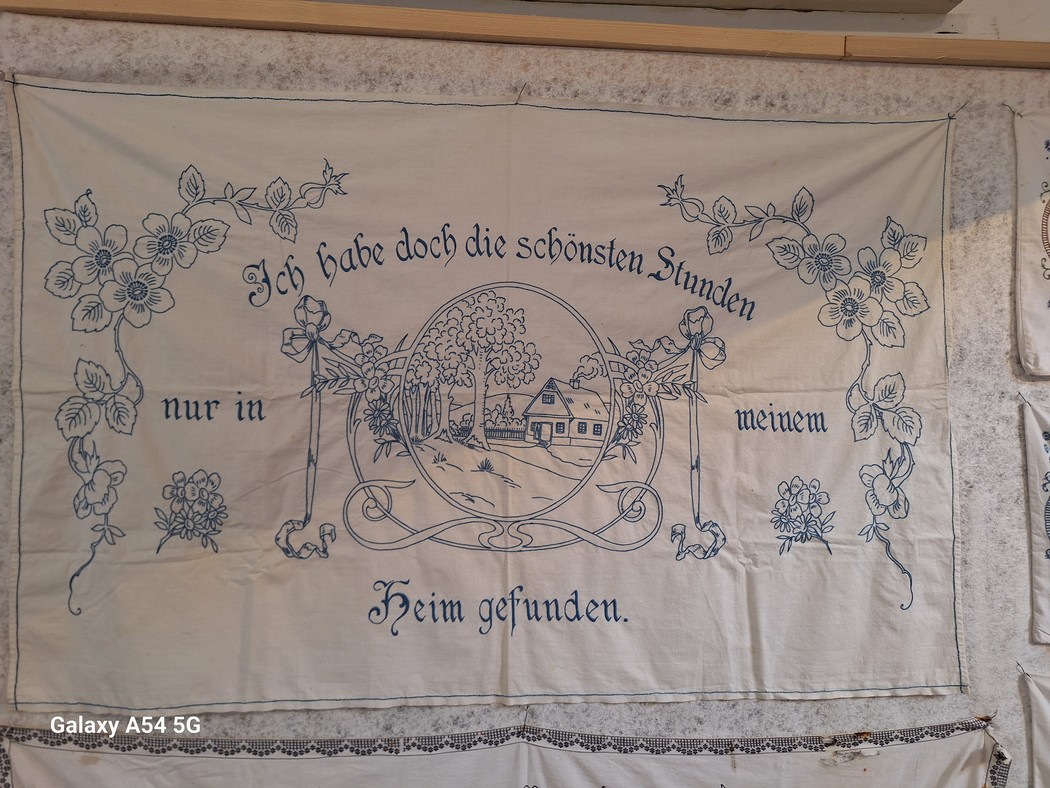 Ich habe doch die schönsten Stunden
nur in meinem
Heim gefunden.
Galaxy A54 5G